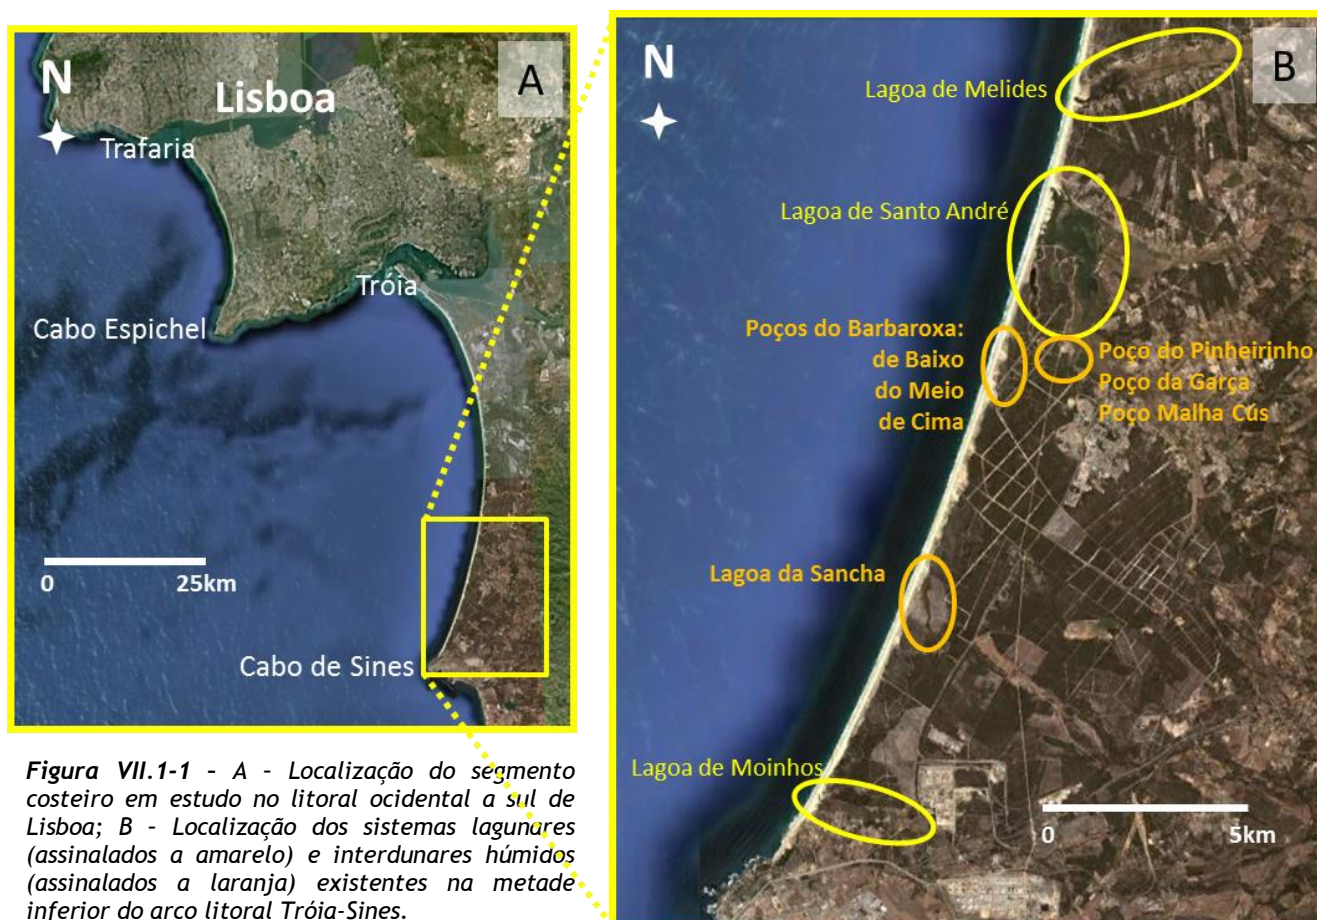 A
N
Lisboa
Trafaria
Tróia
Cabo Espichel
0 25km
Cabo de Sines
Figura VII.1-1 - A - Localização do segmento
costeiro em estudo no litoral ocidental a sul de
Lisboa; B - Localização dos sistemas lagunares
(assinalados a amarelo) e interdunares húmidos
(assinalados a laranja) existentes na metade
inferior do arco litoral Tróia-Sines.
B
N
Lagoa de Melides
Lagoa de Santo André
Poços do Barbaroxa:
de Baixo
do Meio
de Cima
Poço do Pinheirinho
Poço da Garça
Poço Malha Cús
Lagoa da Sancha
Lagoa de Moinhos
0 5km